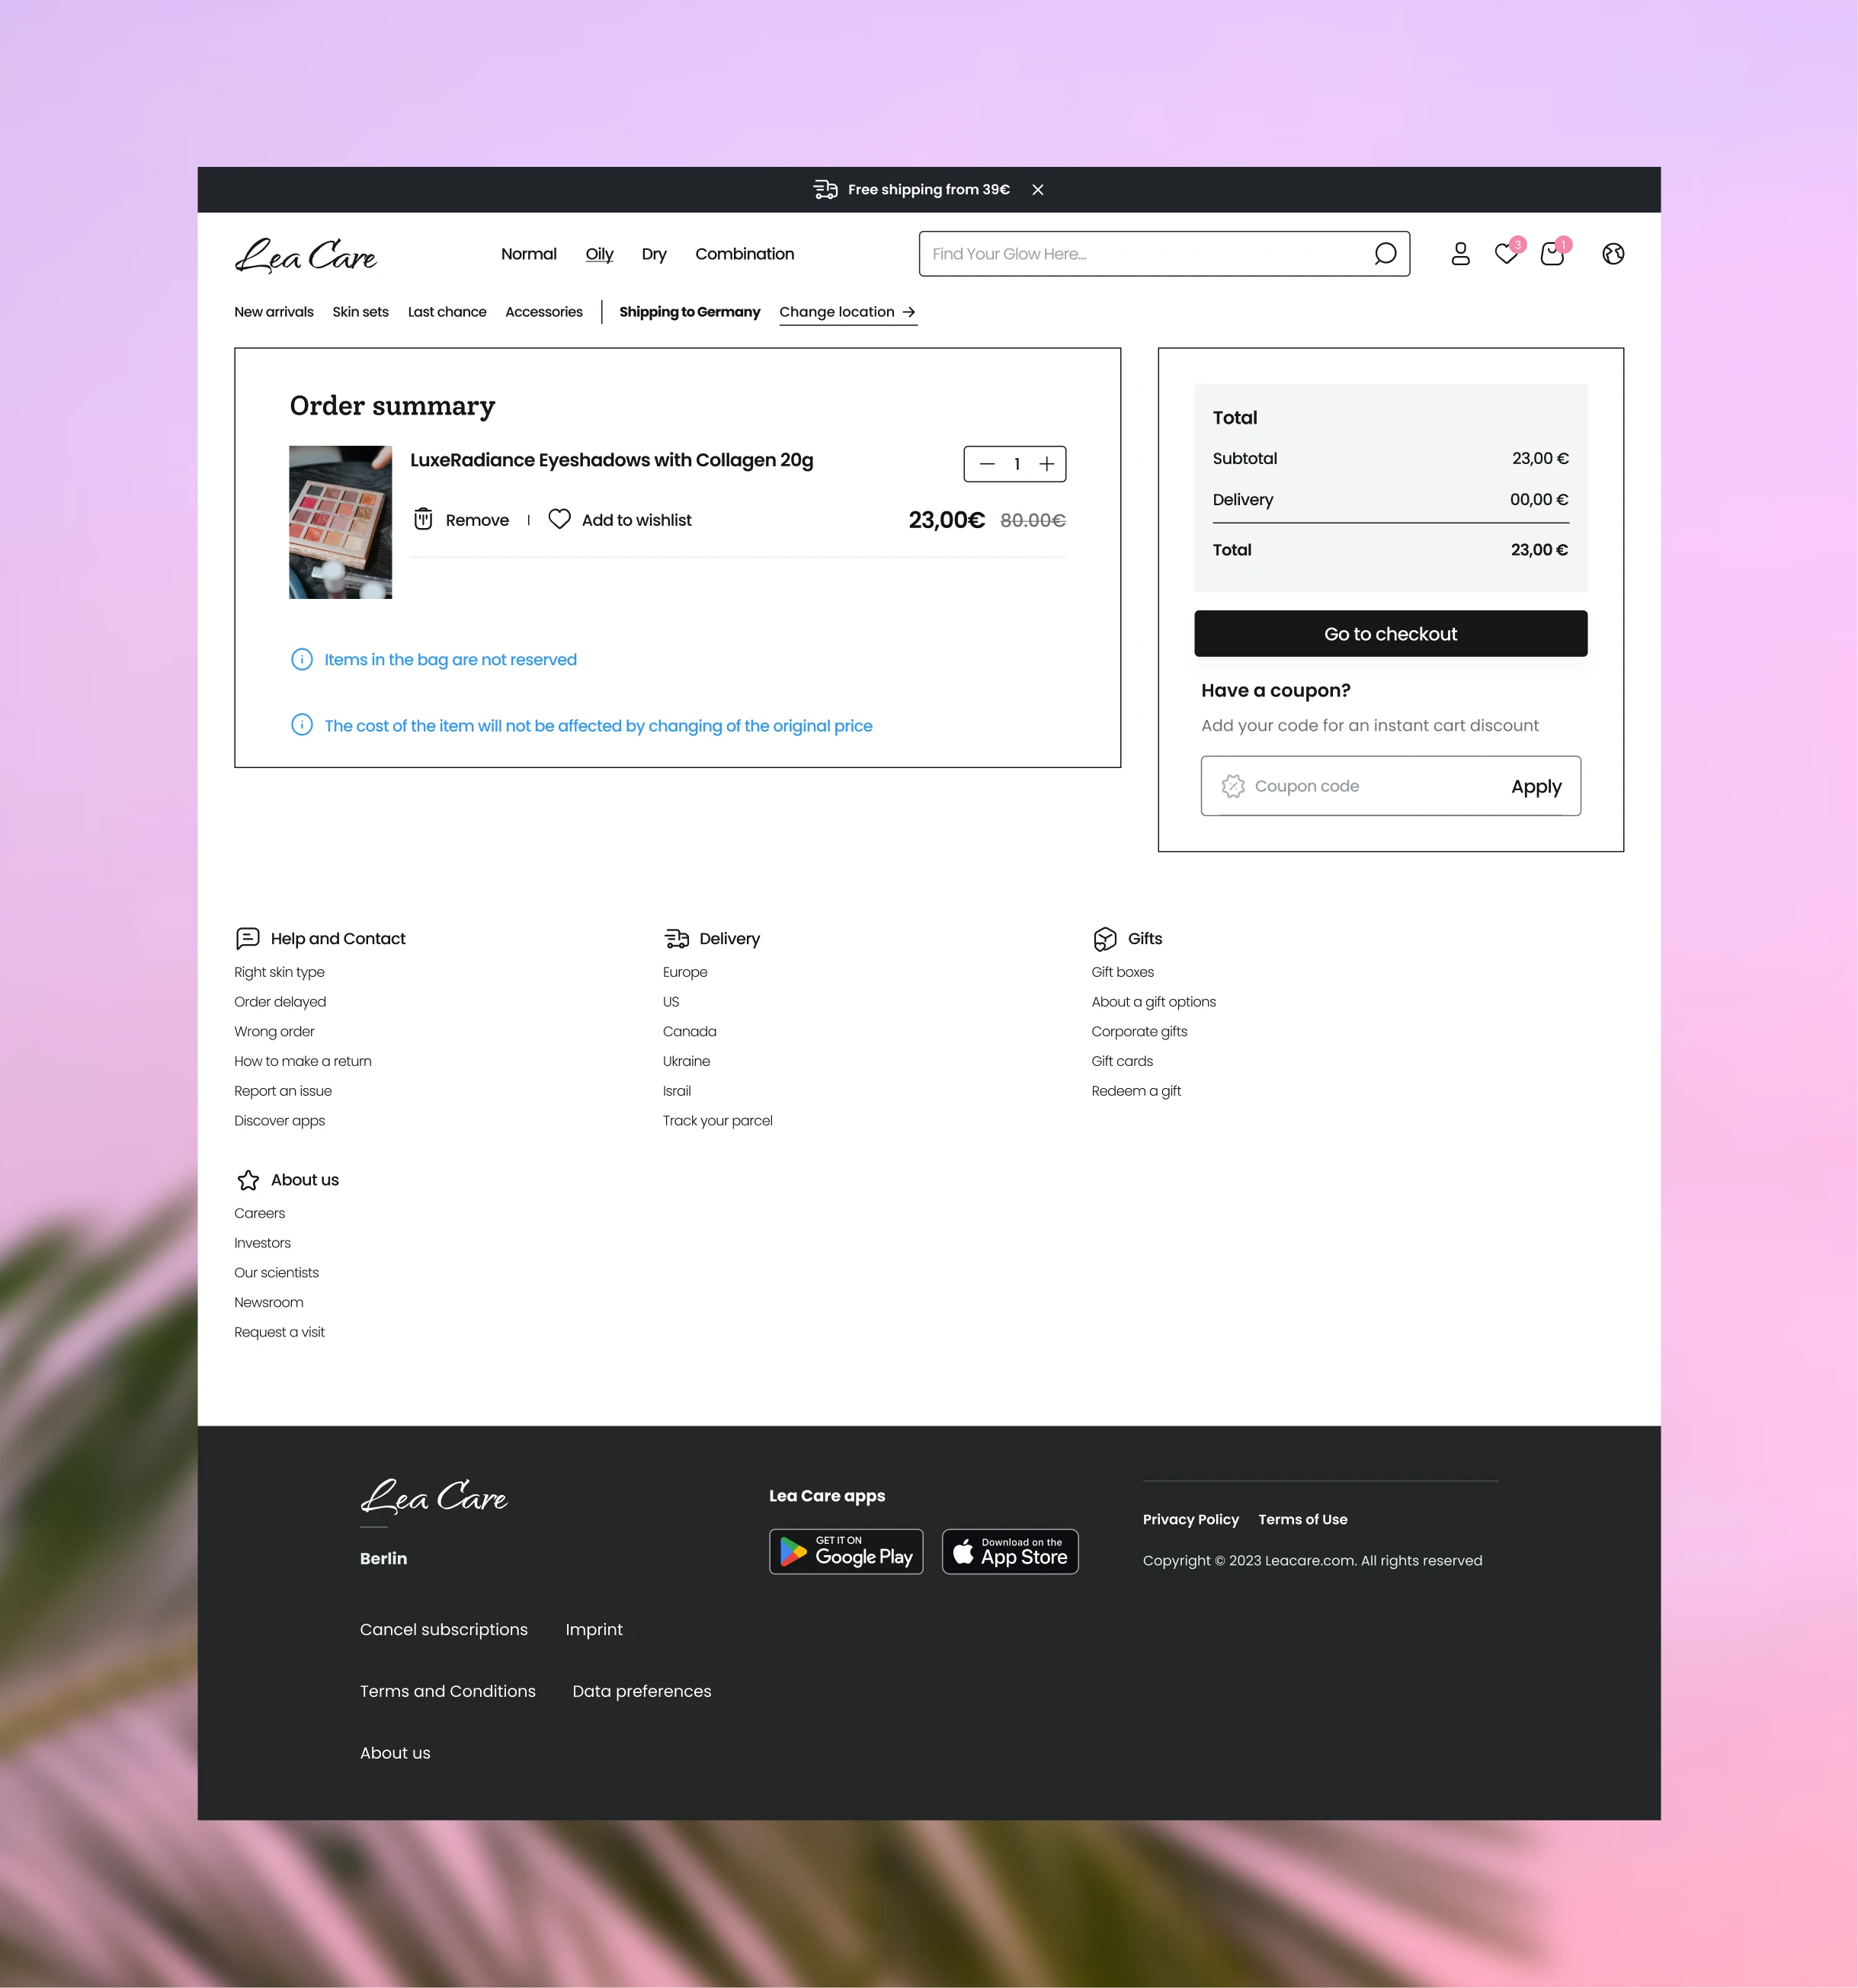 Free shipping from 39€
Lea Care
Normal Oily Dry Combination
Find Your Glow Here...
3
1
New arrivals Skin sets Last chance Accessories Shipping to Germany Change location →
Order summary
LuxeRadiance Eyeshadows with Collagen 20g
1
Remove Add to wishlist
23,00€ 80.00€
Items in the bag are not reserved
The cost of the item will not be affected by changing of the original price
Total
Subtotal 23,00 €
Delivery 00,00 €
Total 23,00 €
Go to checkout
Have a coupon?
Add your code for an instant cart discount
Coupon code Apply
Help and Contact
Right skin type
Order delayed
Wrong order
How to make a return
Report an issue
Discover apps
Delivery
Europe
US
Canada
Ukraine
Israil
Track your parcel
Gifts
Gift boxes
About a gift options
Corporate gifts
Gift cards
Redeem a gift
About us
Careers
Investors
Our scientists
Newsroom
Request a visit
Lea Care
Berlin
Cancel subscriptions Imprint
Terms and Conditions Data preferences
About us
Lea Care apps
GET IT ON
Google Play
Download on the
App Store
Privacy Policy Terms of Use
Copyright © 2023 Leacare.com. All rights reserved